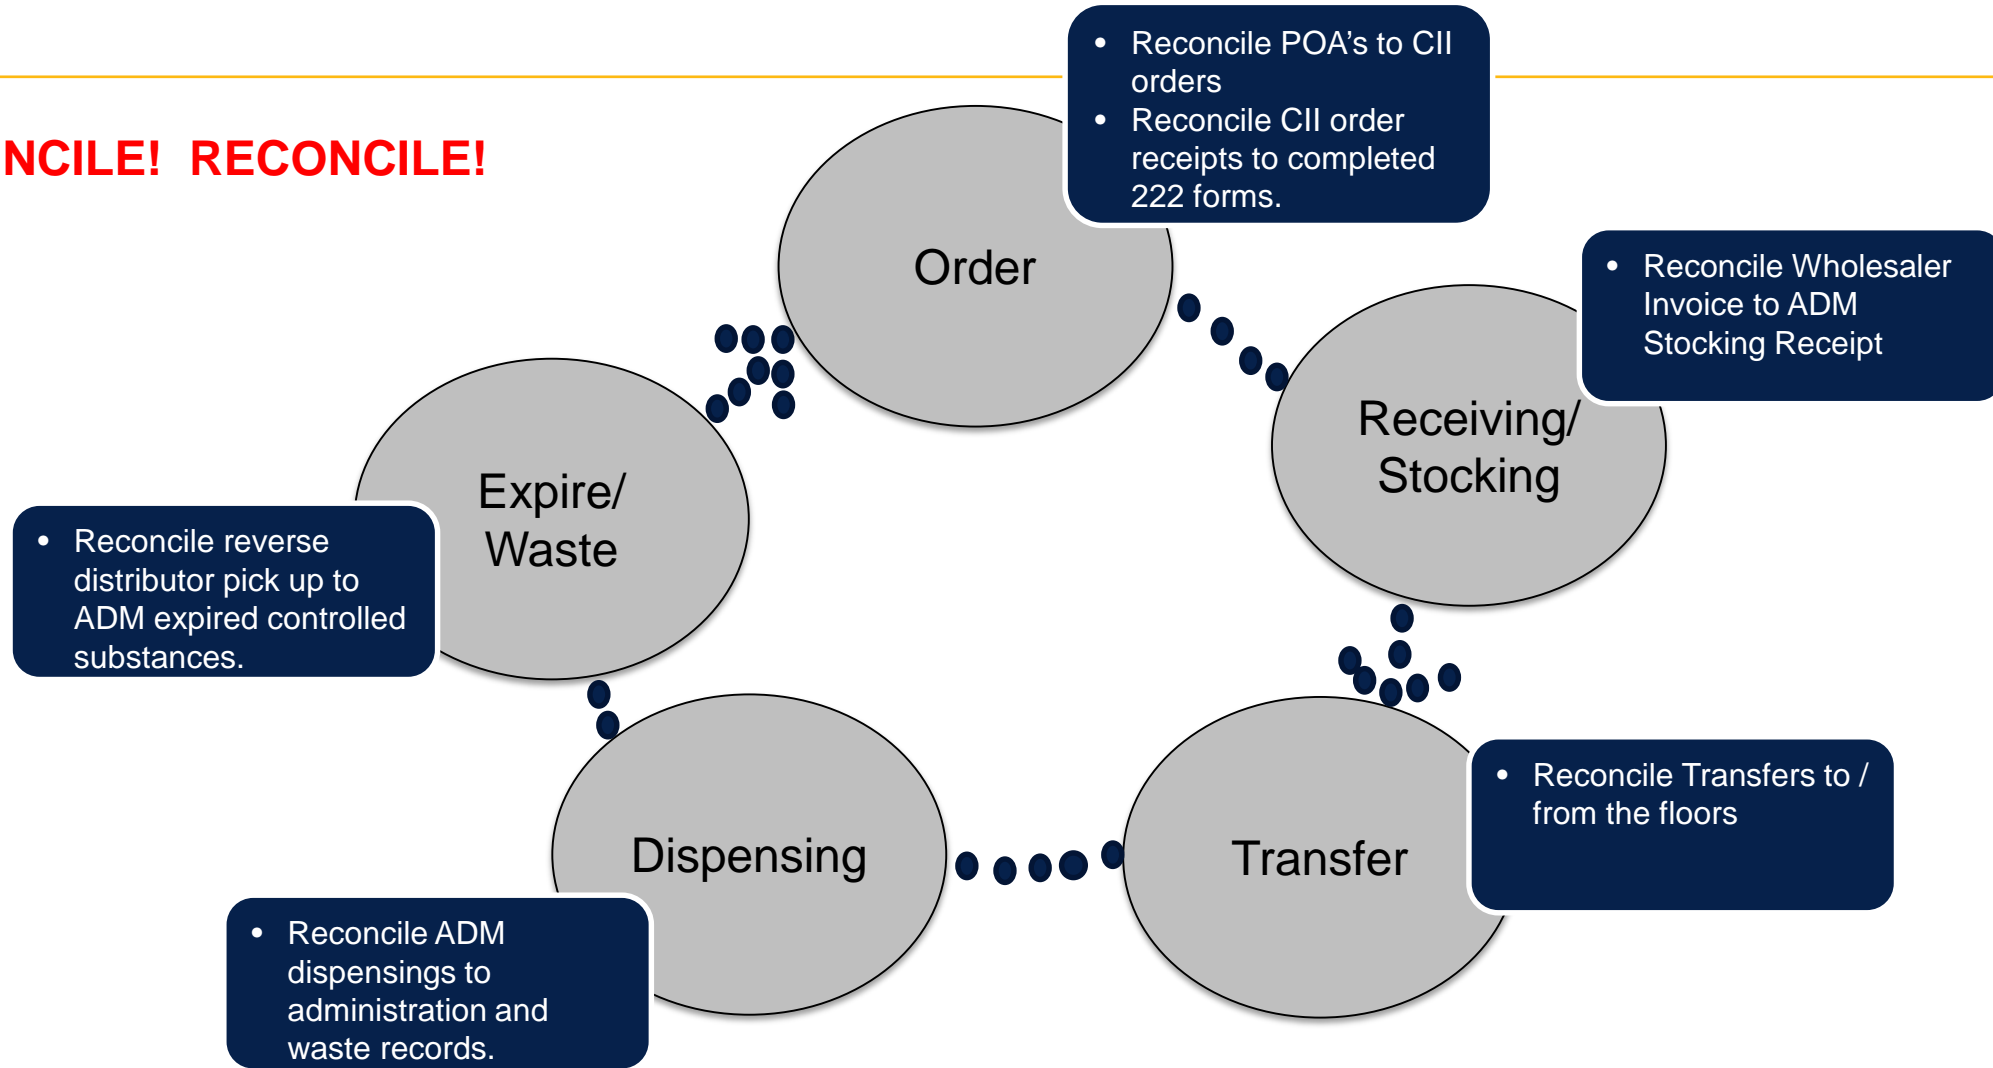 NCILE!  RECONCILE!
• Reconcile POA's to CII
orders
• Reconcile CII order
receipts to completed
222 forms.
Order
• Reconcile Wholesaler
Invoice to ADM
Stocking Receipt
Receiving/
Stocking
Expire/
Waste
• Reconcile reverse
distributor pick up to
ADM expired controlled
substances.
• Reconcile Transfers to /
from the floors
Transfer
Dispensing
• Reconcile ADM
dispensings to
administration and
waste records.